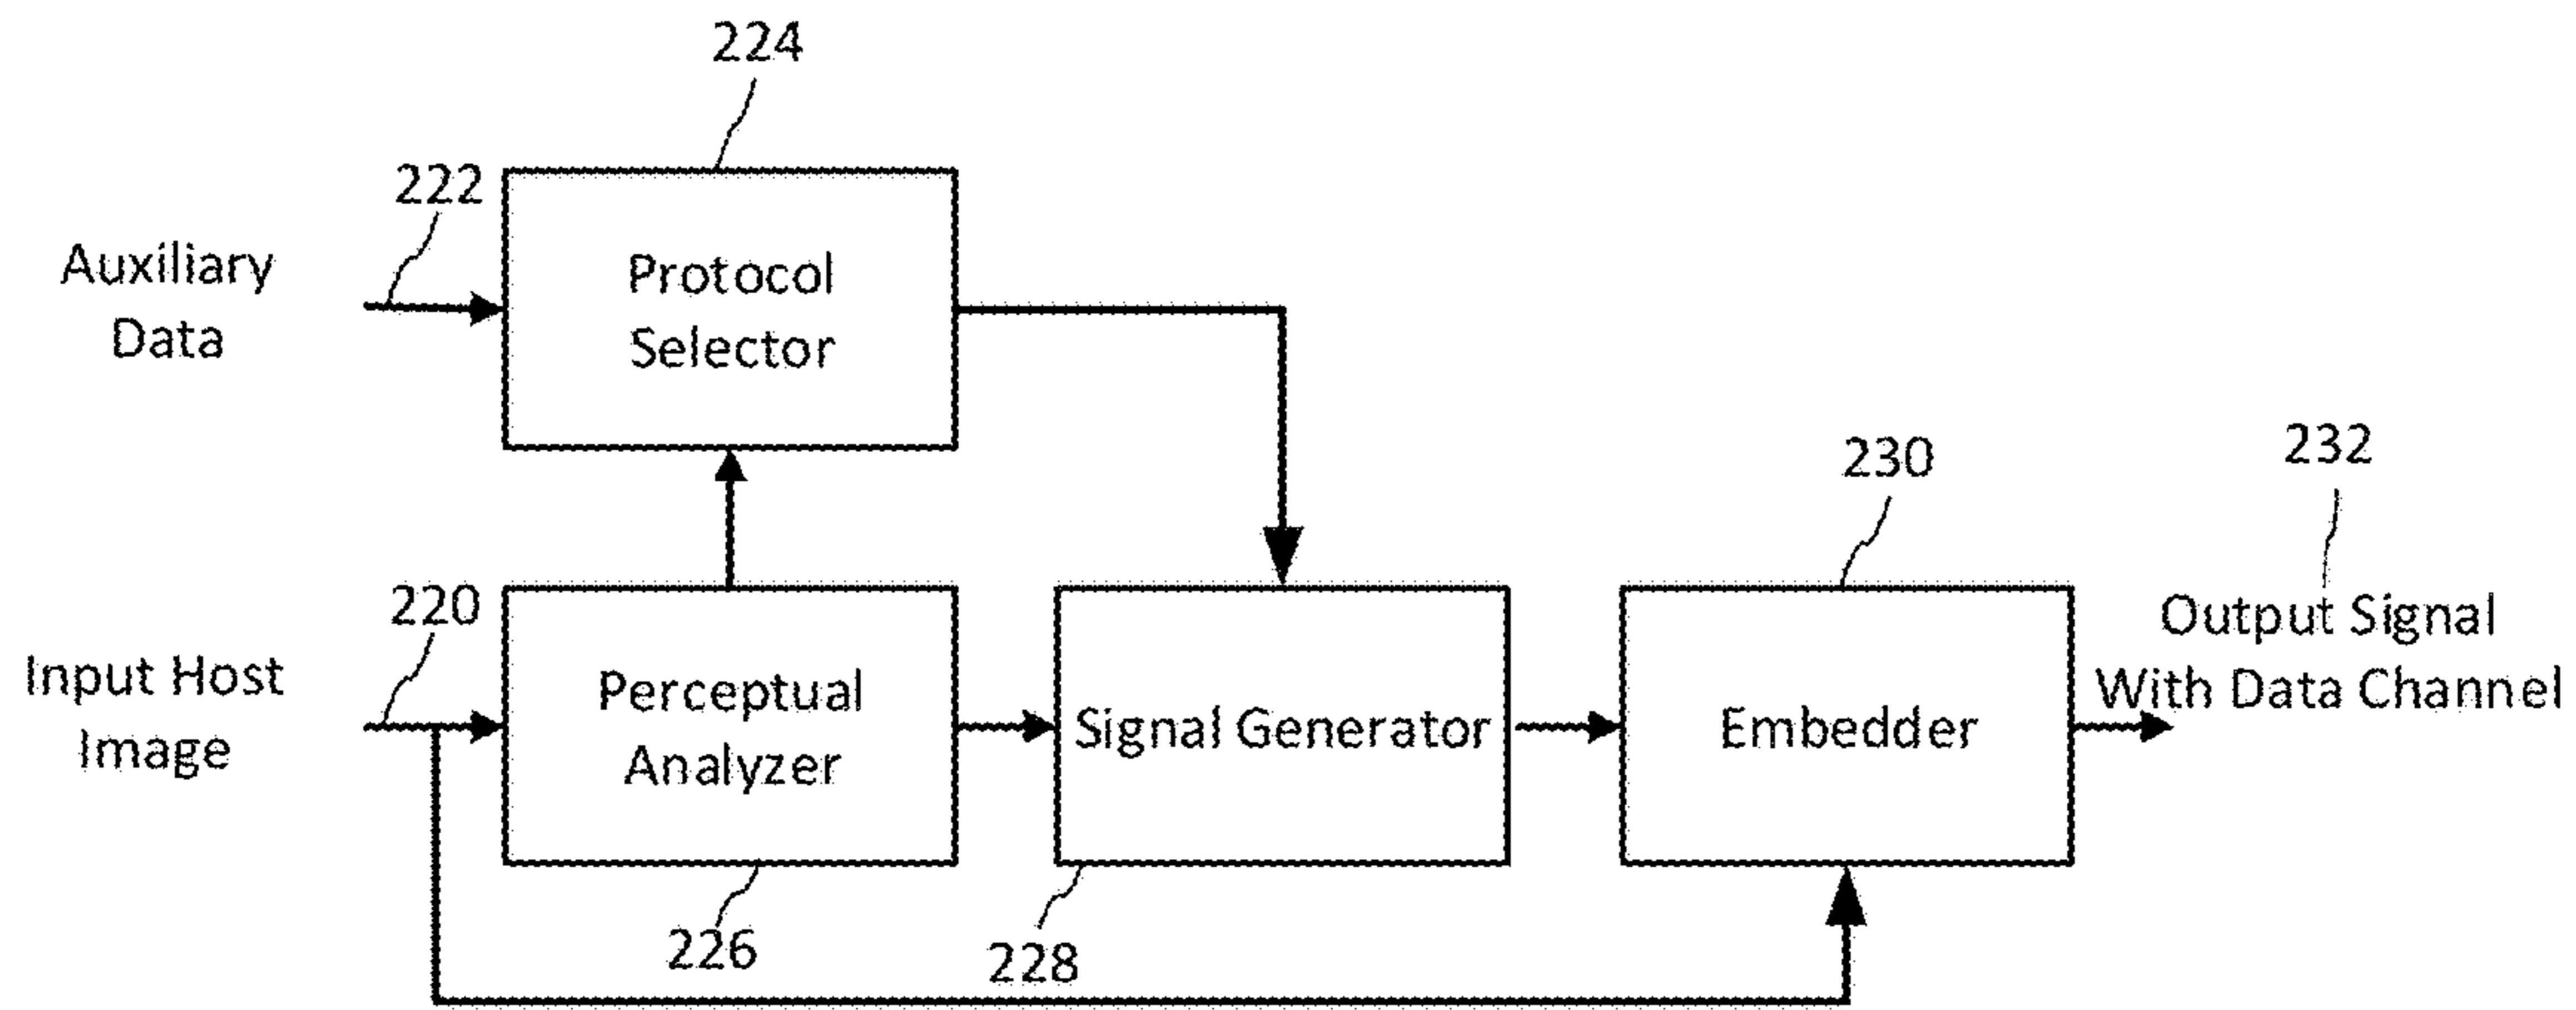 224
222
Auxiliary
Data
Protocol
Selector
230
232
220
Input Host
Image
Perceptual
Analyzer
Signal Generator
Embedder
Output Signal
With Data Channel
226
228